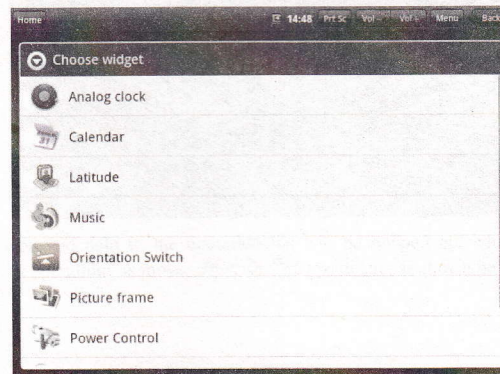 Home 14:48 Prt Sc Vol - Vol + Menu Back
Choose widget
Analog clock
31
Calendar
Latitude
Music
Orientation Switch
Picture frame
Power Control